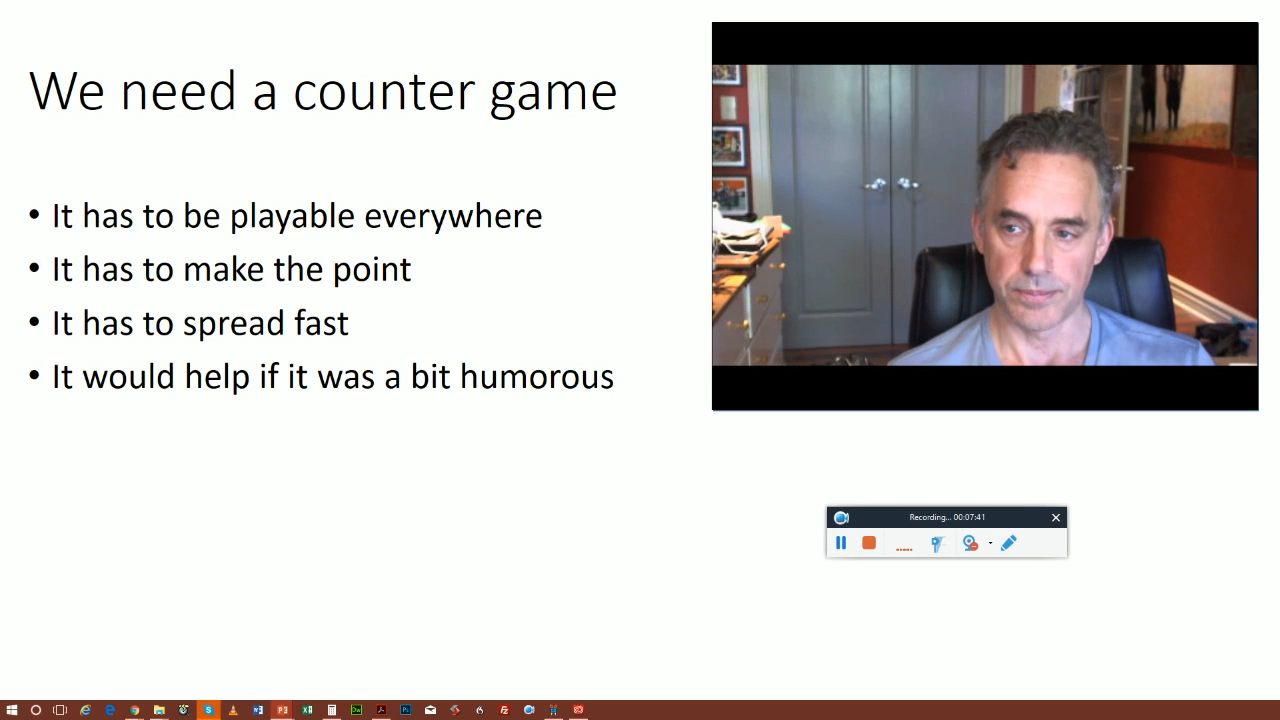 We need a counter game
• It has to be playable everywhere
• It has to make the point
• It has to spread fast
• It would help if it was a bit humorous
Recording... 00:07:41